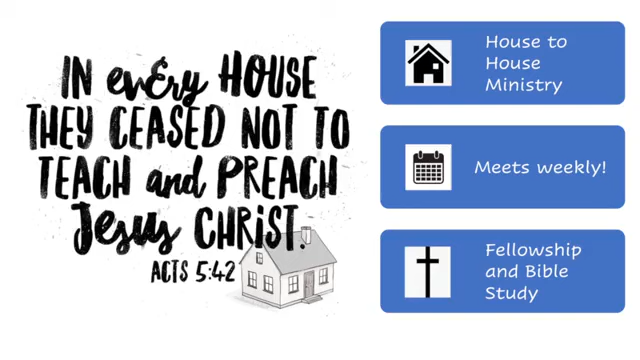 IN evEry HOUSE
THEY CEASED NOT TO
TEACH and PREACH
Jesus CHRiST.
ACTS 5:42
House to
House
Ministry
Meets weekly!
Fellowship
and Bible
Study